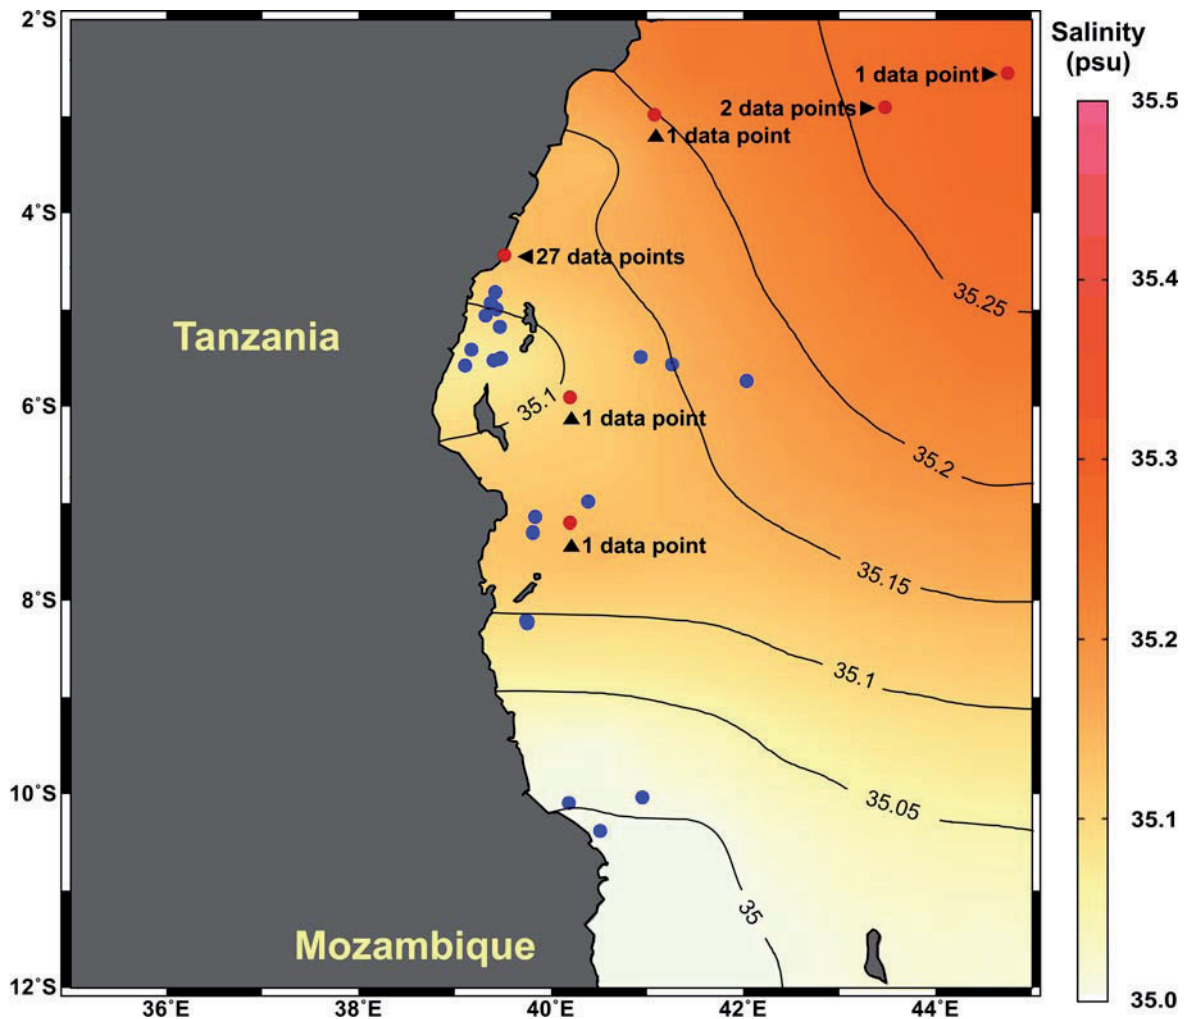 2°S
Salinity
(psu)
1 data point►
35.5
2 data points►
▲1 data point
4°S
◄27 data points
35.4
35.25
Tanzania
6°S
35.1
▲1 data point
35.2
35.3
▲1 data point
35.15
8°S
35.2
35.1
10°S
35.05
35.1
35
Mozambique
12°S
35.0
36°E
38°E
40°E
42°E
44°E